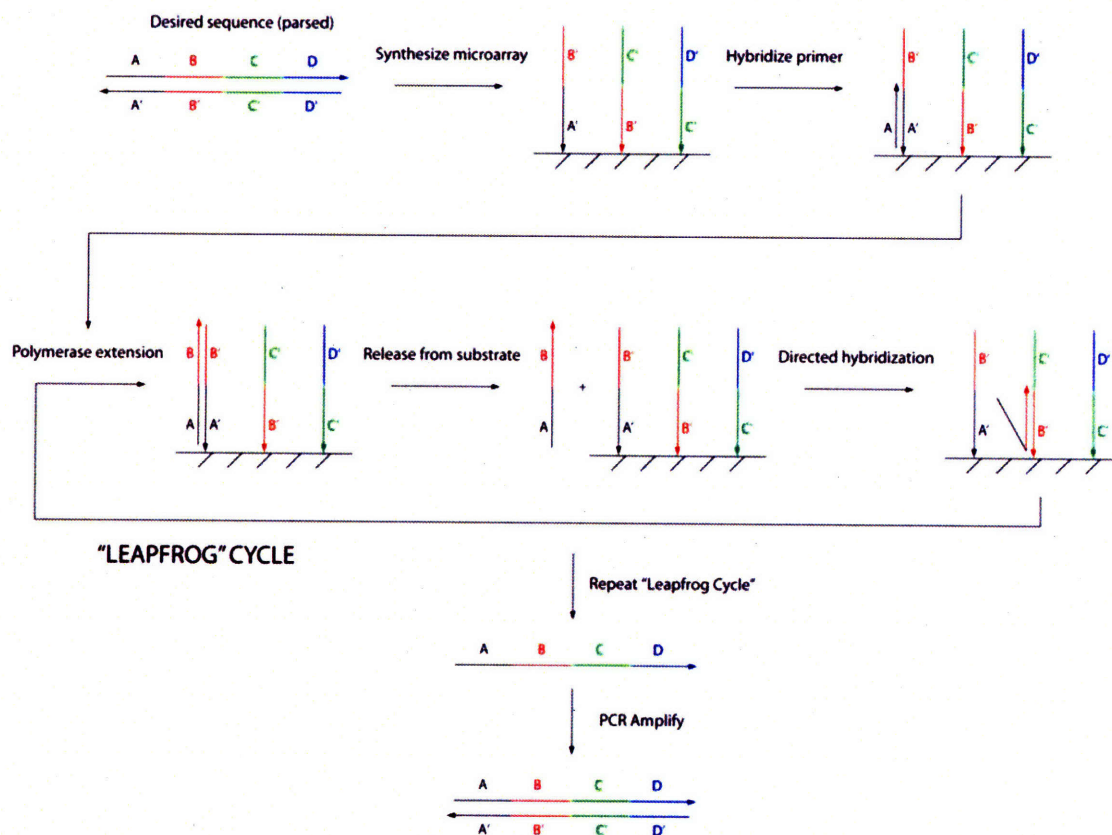 Desired sequence (parsed)
A B C D
A' B' C' D'
Synthesize microarray
B' C' D'
A' B' C'
Hybridize primer
B' C' D'
A A' B' C'
Polymerase extension
B B' C' D'
A A' B' C'
Release from substrate
B + B' C' D'
A A' B' C'
Directed hybridization
B' C' D'
A' B' C'
"LEAPFROG" CYCLE
Repeat "Leapfrog Cycle"
A B C D
PCR Amplify
A B C D
A' B' C' D'